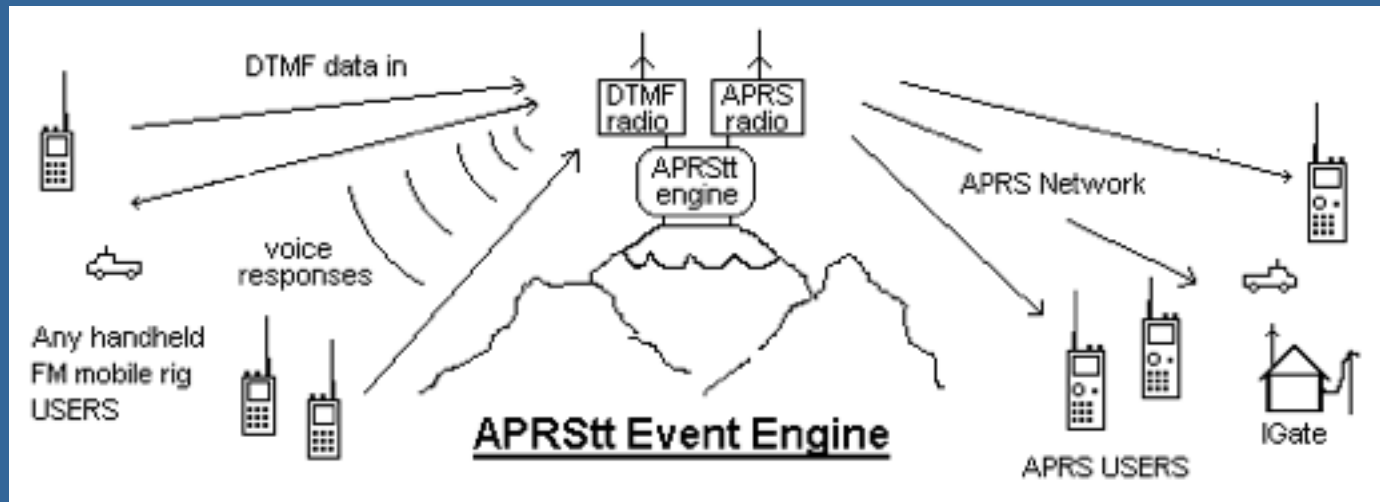 DTMF data in
DTMF
radio
APRS
radio
APRStt
engine
APRS Network
voice
responses
Any handheld
FM mobile rig
USERS
APRStt Event Engine
IGate
APRS USERS